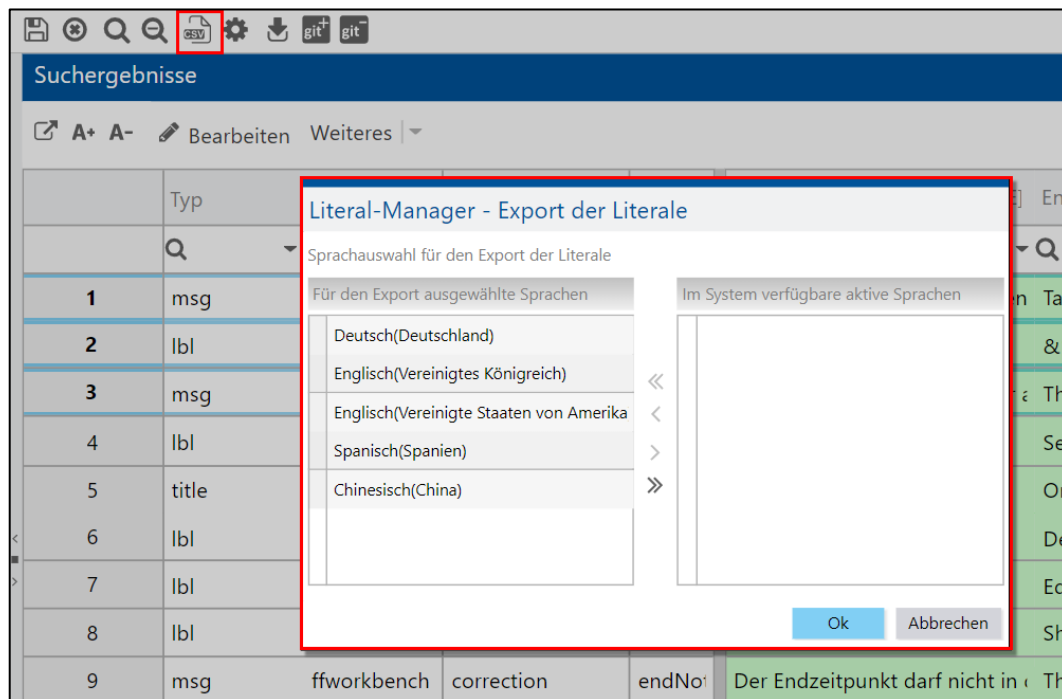 CSV git+ git-
Suchergebnisse
A+ A- Bearbeiten Weiteres
Typ
Literal-Manager - Export der Literale
Sprachauswahl für den Export der Literale
Für den Export ausgewählte Sprachen
Im System verfügbare aktive Sprachen
Deutsch(Deutschland)
Englisch(Vereinigtes Königreich)
Englisch(Vereinigte Staaten von Amerika
Spanisch(Spanien)
Chinesisch(China)
Ok Abbrechen
1 msg
2 lbl &
3 msg
4 lbl
5 title
6 lbl
7 lbl
8 lbl
9 msg ffworkbench correction endNot Der Endzeitpunkt darf nicht in